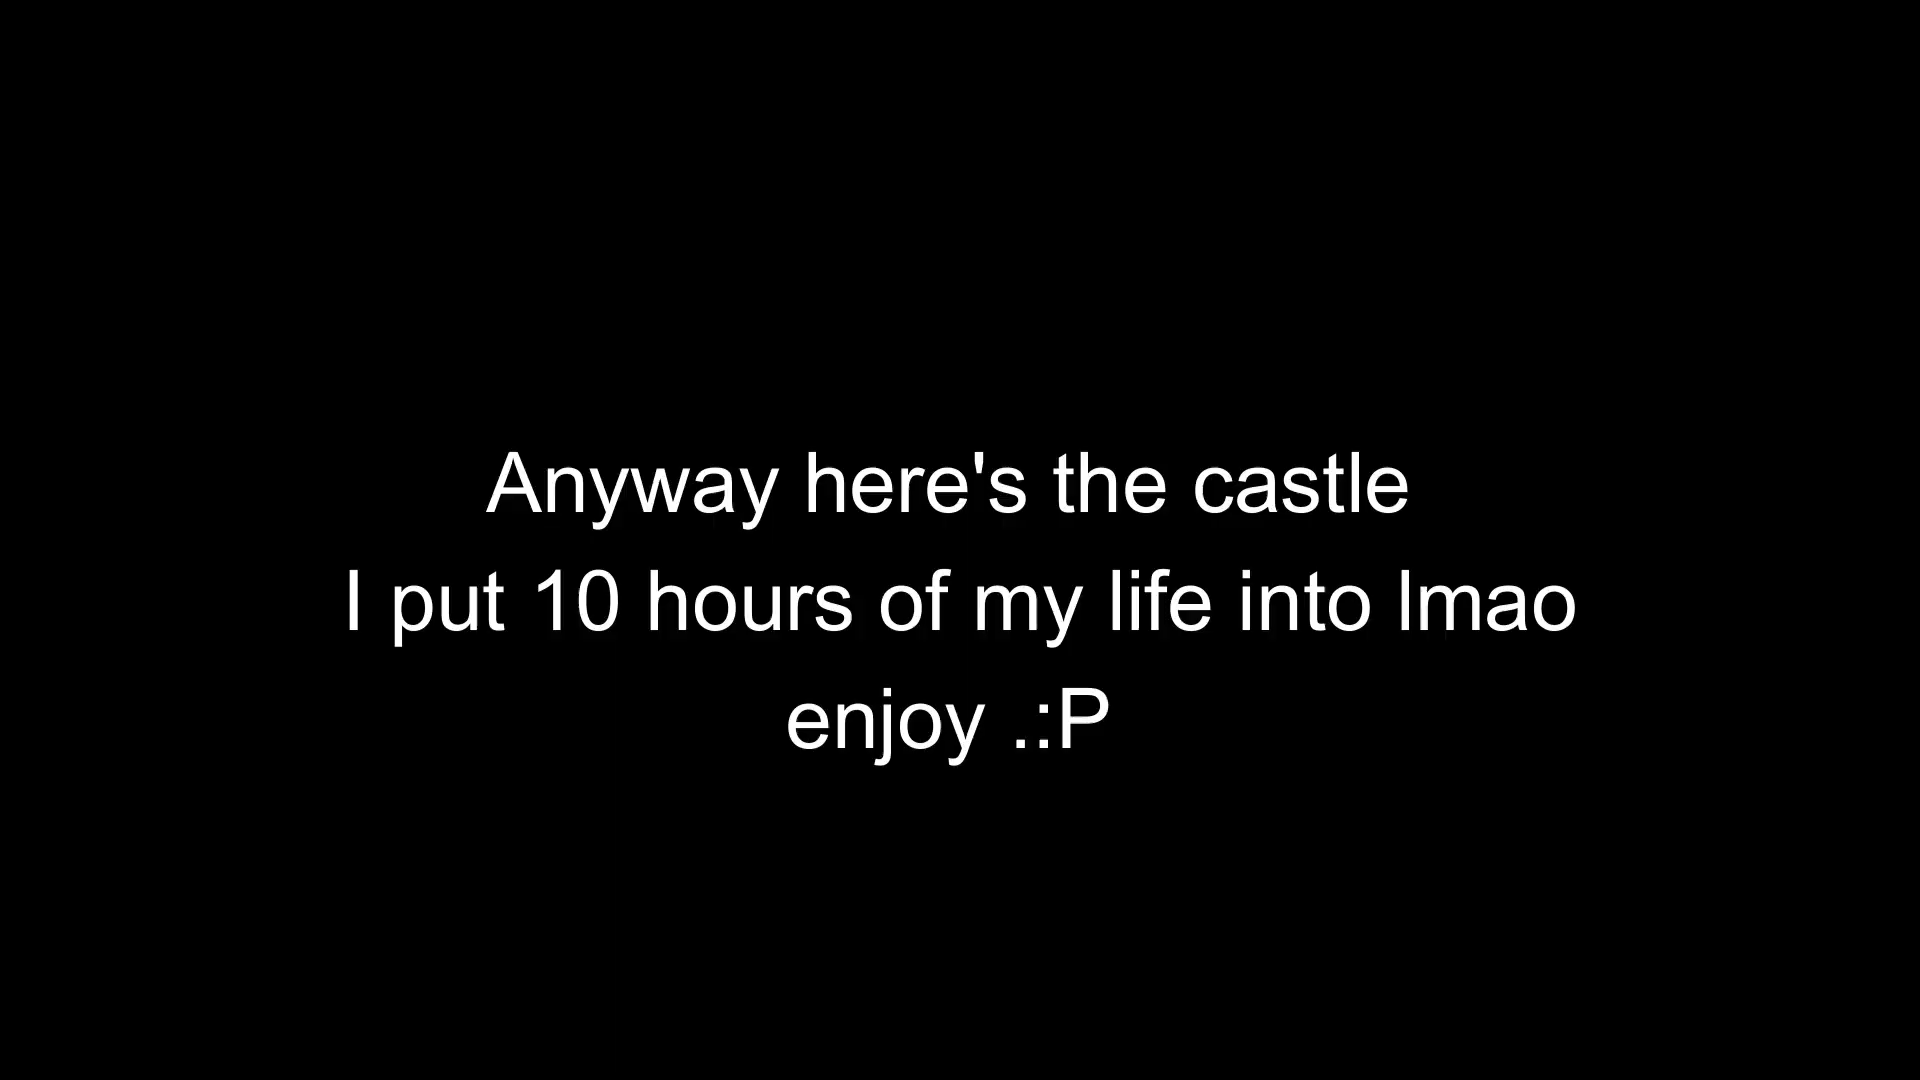 Anyway here's the castle
I put 10 hours of my life into lmao
enjoy .:P